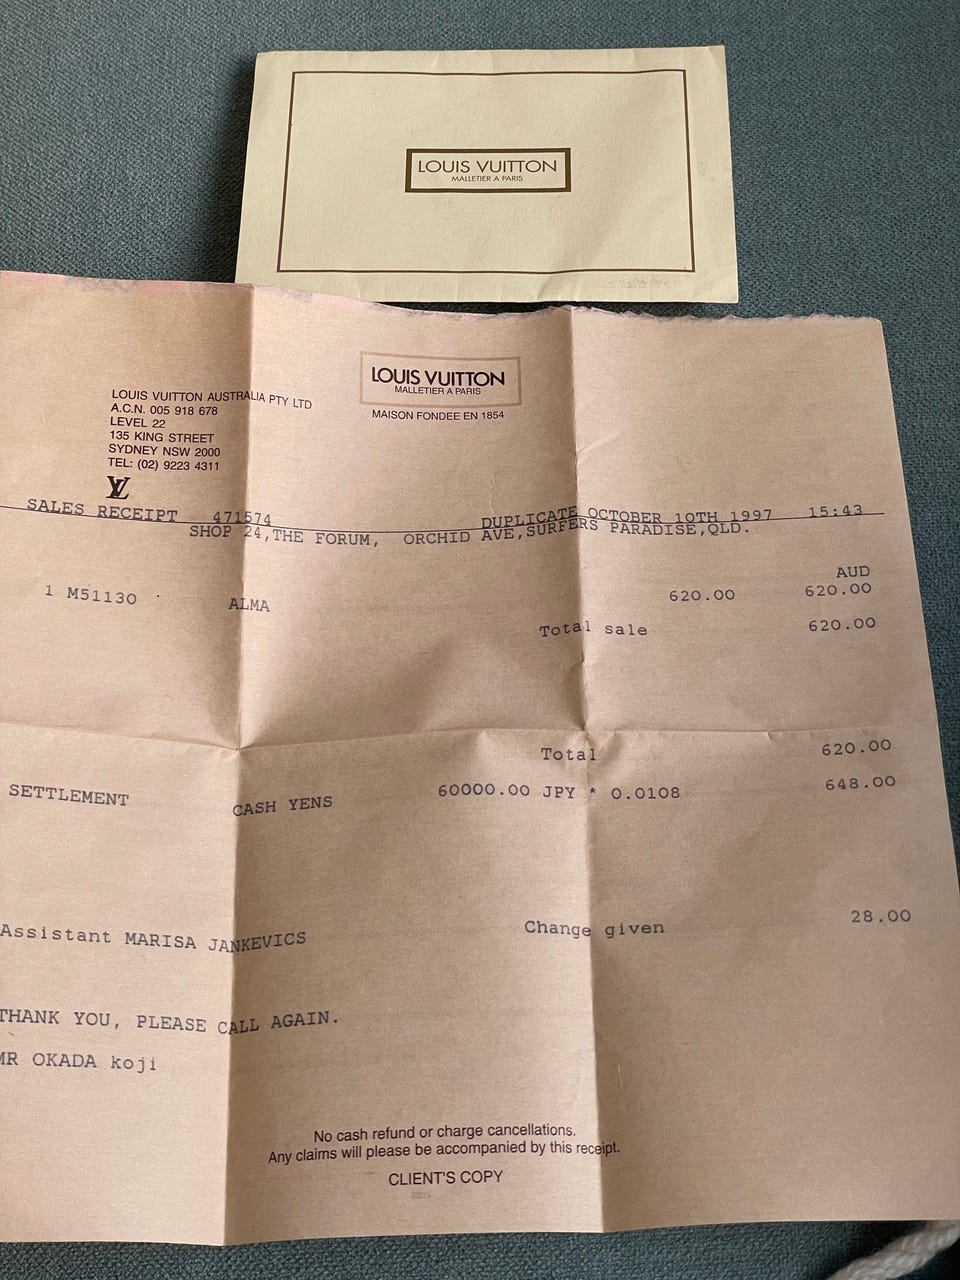 LOUIS VUITTON
MALLETIER A PARIS
LOUIS VUITTON
MALLETIER A PARIS
MAISON FONDEE EN 1854
LOUIS VUITTON AUSTRALIA PTY LTD
A.C.N. 005 918 678
LEVEL 22
135 KING STREET
SYDNEY NSW 2000
TEL: (02) 9223 4311
LV
SALES RECEIPT 471574 DUPLICATE OCTOBER 10TH 1997 15:43
SHOP 24,THE FORUM, ORCHID AVE,SURFERS PARADISE,QLD.
AUD
1 M51130 ALMA 620.00 620.00
Total sale 620.00
Total 620.00
SETTLEMENT CASH YENS 60000.00 JPY * 0.0108 648.00
Assistant MARISA JANKEVICS Change given 28.00
THANK YOU, PLEASE CALL AGAIN.
MR OKADA koji
No cash refund or charge cancellations.
Any claims will please be accompanied by this receipt.
CLIENT'S COPY